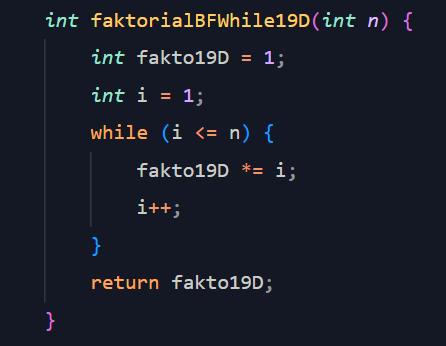 int faktorialBFWhile19D(int n) {
int fakto19D = 1;
int i = 1;
while (i <= n) {
fakto19D *= i;
i++;
}
return fakto19D;
}